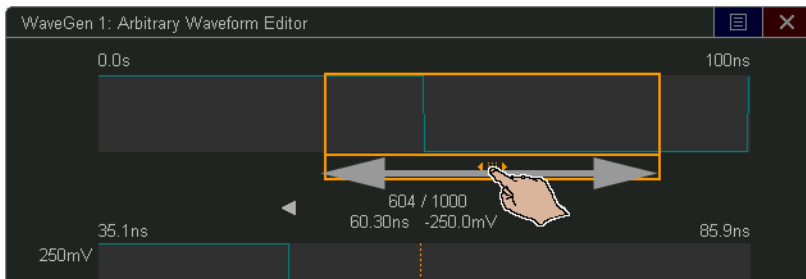 WaveGen 1: Arbitrary Waveform Editor
0.0s 100ns
604 / 1000
60.30ns -250.0mV
35.1ns 85.9ns
250mV